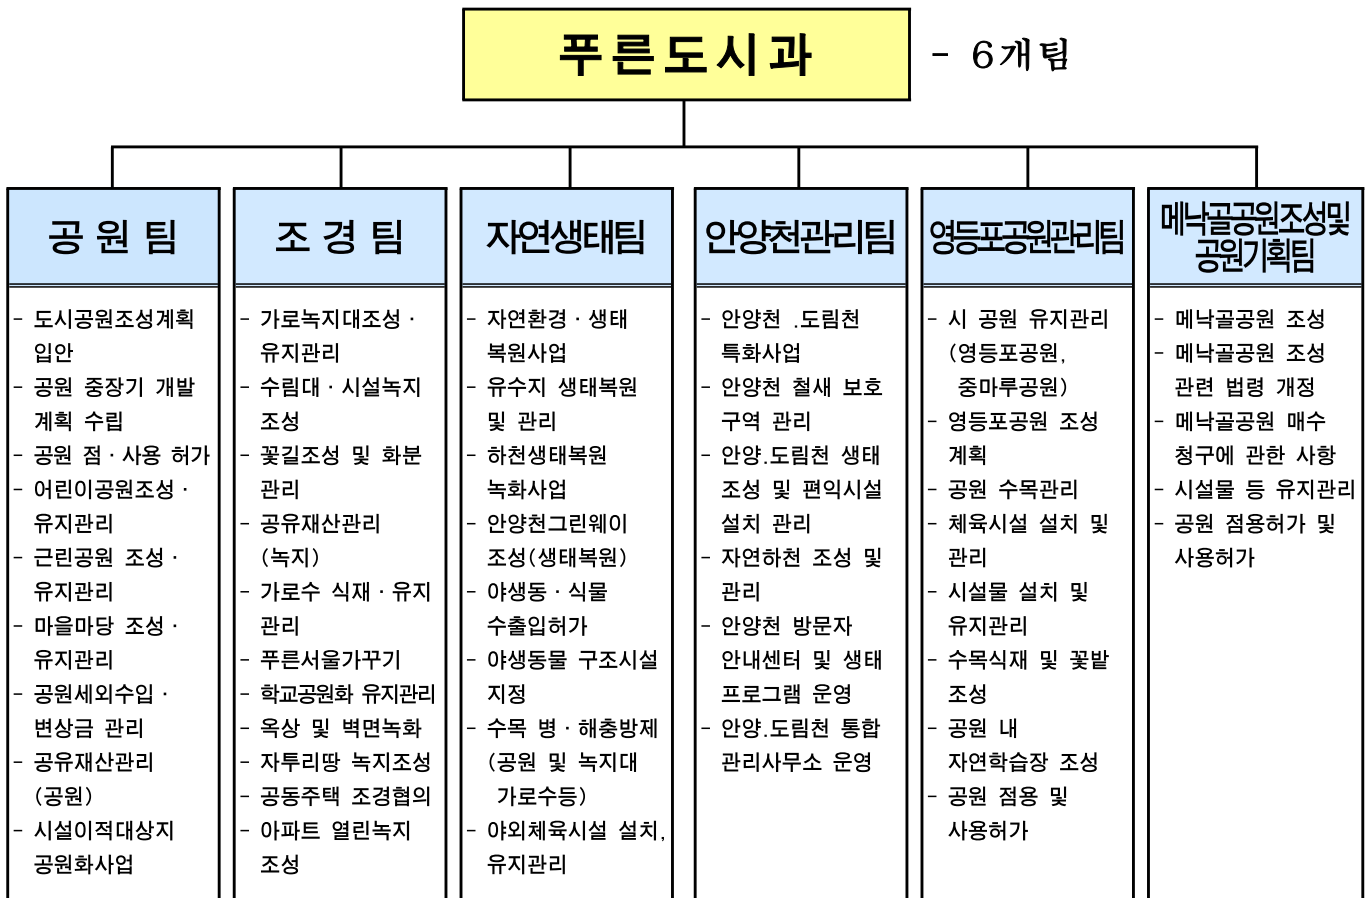 푸른도시과
- 6개팀
공 원 팀
- 도시공원조성계획
입안
- 공원 중장기 개발
계획 수립
- 공원 점·사용 허가
- 어린이공원조성·
유지관리
- 근린공원 조성·
유지관리
- 마을마당 조성·
유지관리
- 공원세외수입·
변상금 관리
- 공유재산관리
(공원)
- 시설이적대상지
공원화사업
조 경 팀
- 가로녹지대조성·
유지관리
- 수림대·시설녹지
조성
- 꽃길조성 및 화분
관리
- 공유재산관리
(녹지)
- 가로수 식재·유지
관리
- 푸른서울가꾸기
- 학교공원화 유지관리
- 옥상 및 벽면녹화
- 자투리땅 녹지조성
- 공동주택 조경협의
- 아파트 열린녹지
조성
자연생태팀
- 자연환경·생태
복원사업
- 유수지 생태복원
및 관리
- 하천생태복원
녹화사업
- 안양천그린웨이
조성(생태복원)
- 야생동·식물
수출입허가
- 야생동물 구조시설
지정
- 수목 병·해충방제
(공원 및 녹지대
가로수등)
- 야외체육시설 설치,
유지관리
안양천관리팀
- 안양천 .도림천
특화사업
- 안양천 철새 보호
구역 관리
- 안양.도림천 생태
조성 및 편익시설
설치 관리
- 자연하천 조성 및
관리
- 안양천 방문자
안내센터 및 생태
프로그램 운영
- 안양.도림천 통합
관리사무소 운영
영등포공원관리팀
- 시 공원 유지관리
(영등포공원,
중마루공원)
- 영등포공원 조성
계획
- 공원 수목관리
- 체육시설 설치 및
관리
- 시설물 설치 및
유지관리
- 수목식재 및 꽃밭
조성
- 공원 내
자연학습장 조성
- 공원 점용 및
사용허가
메낙골공원조성및
공원기획팀
- 메낙골공원 조성
- 메낙골공원 조성
관련 법령 개정
- 메낙골공원 매수
청구에 관한 사항
- 시설물 등 유지관리
- 공원 점용허가 및
사용허가